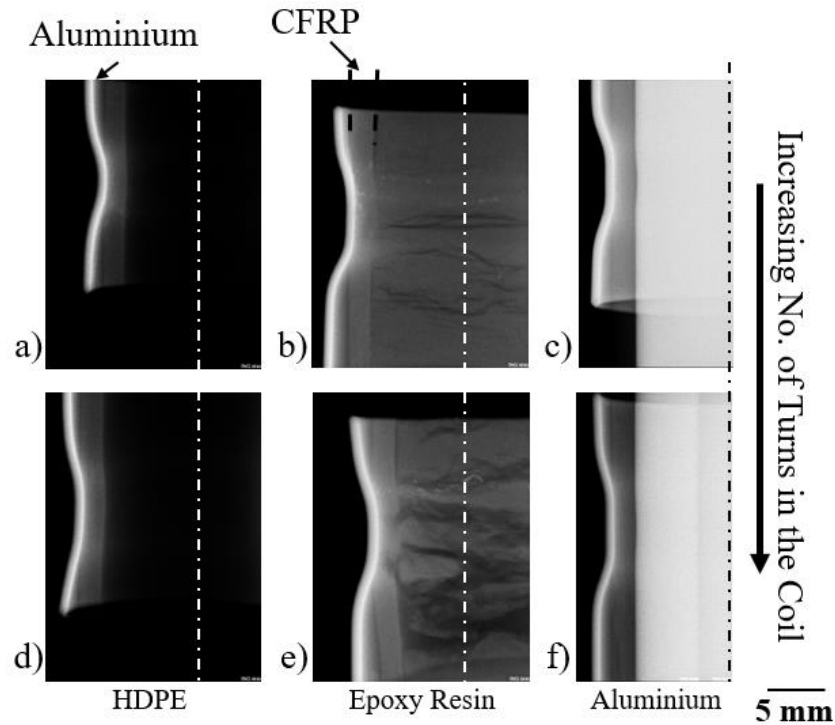 Aluminium
CFRP
a)
b)
c)
d)
e)
f)
HDPE
Epoxy Resin
Aluminium
Increasing No. of Turns in the Coil
5 mm